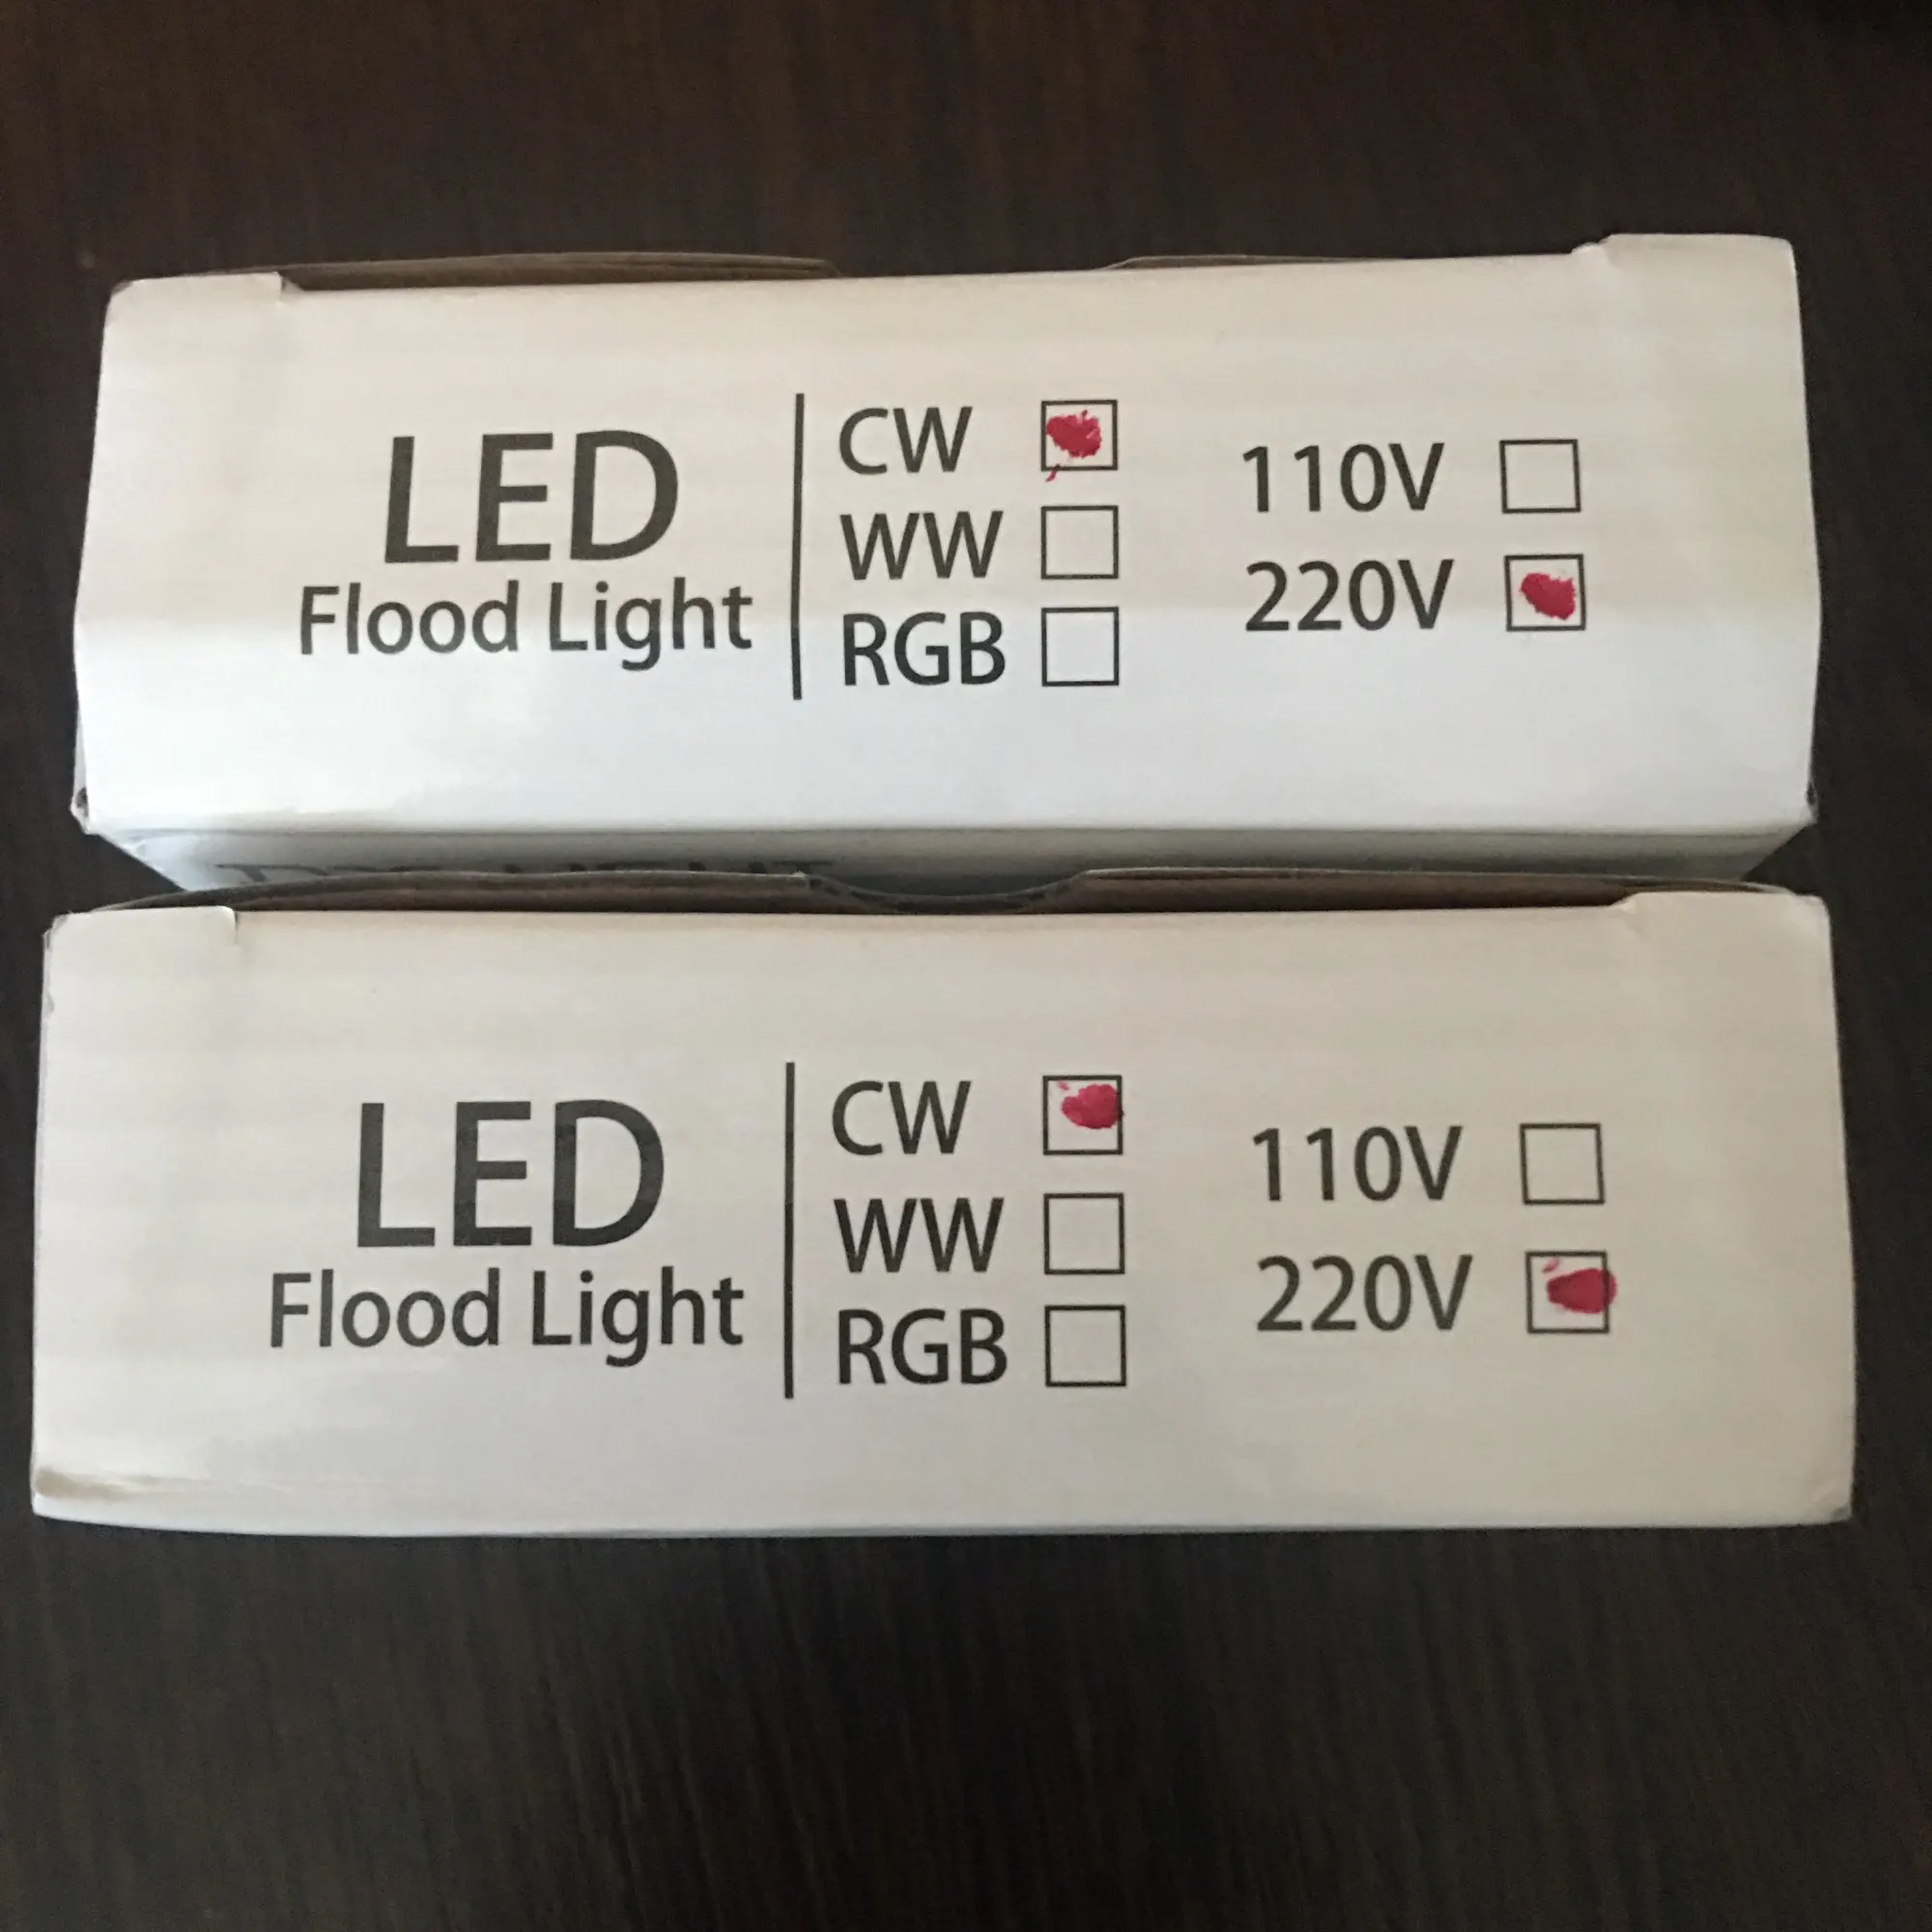 LED
Flood Light
CW
WW
RGB
110V
220V
LED
Flood Light
CW
WW
RGB
110V
220V